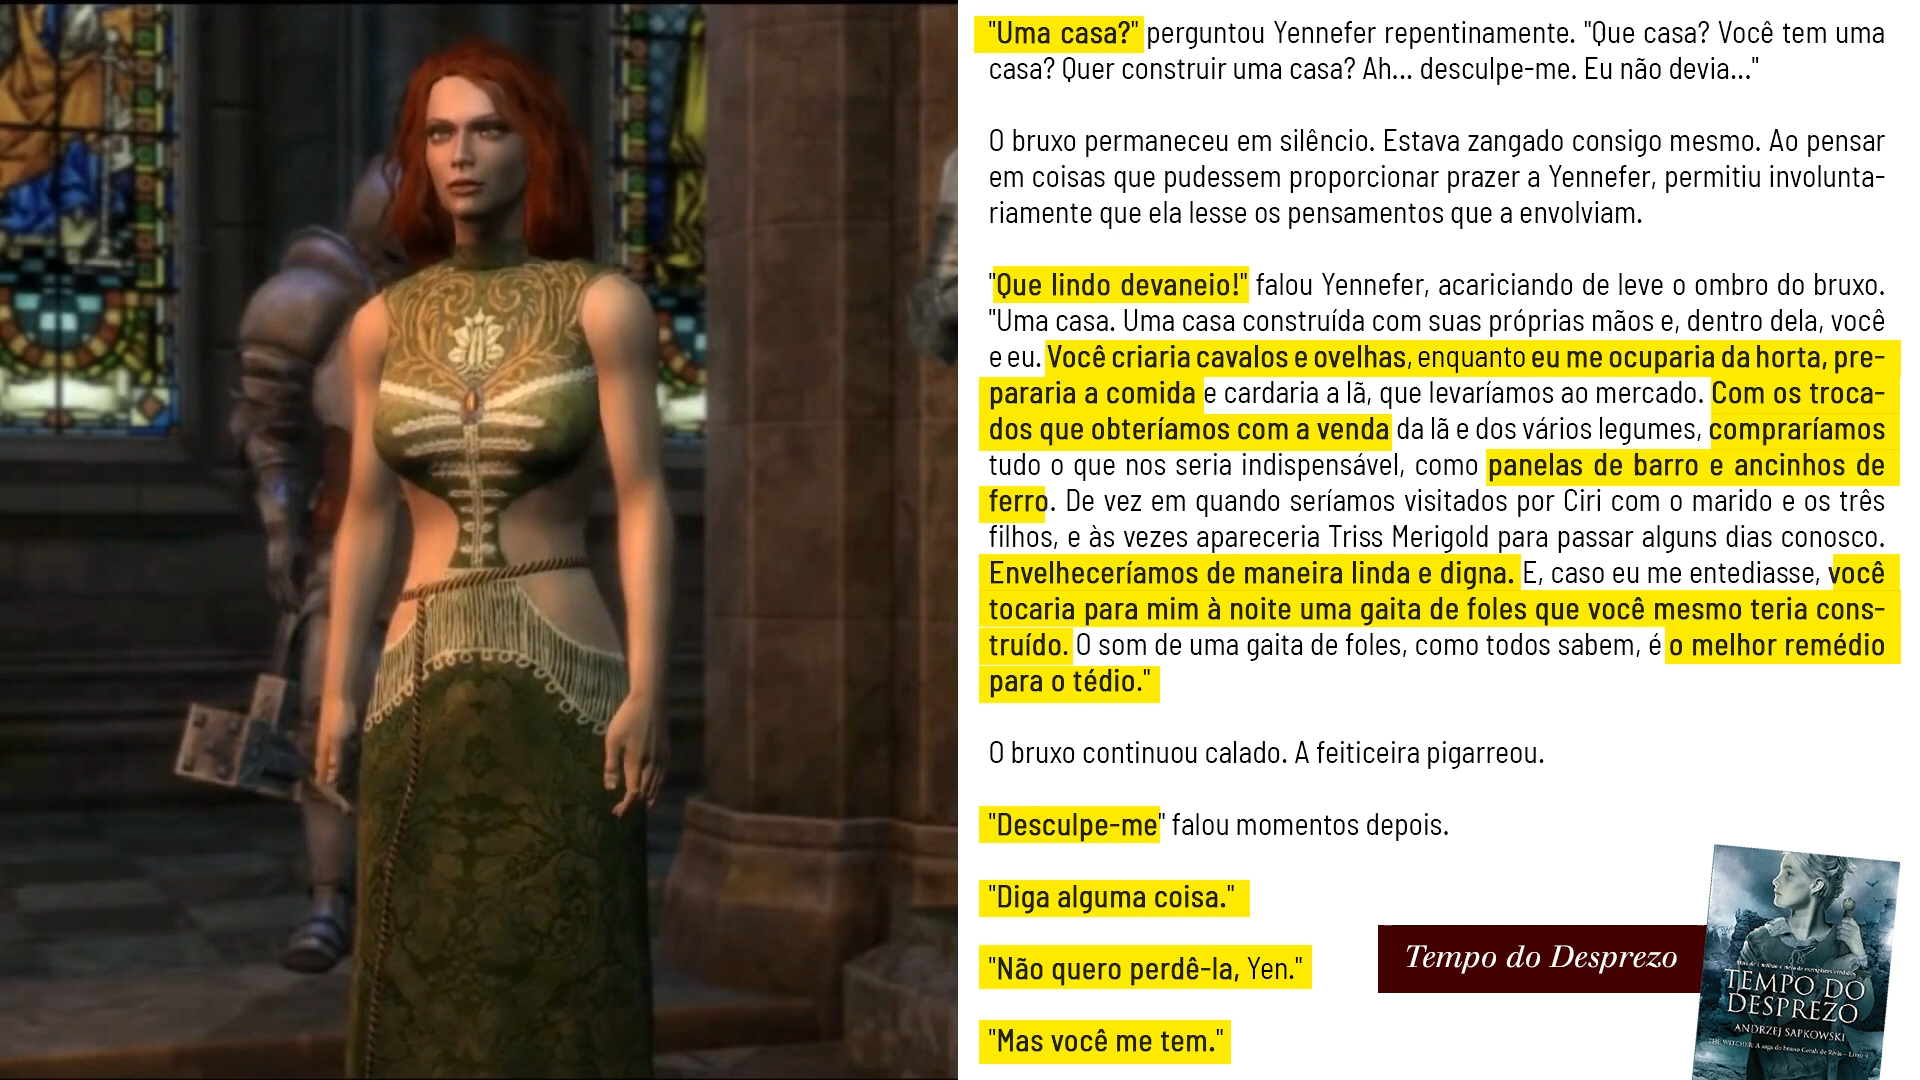 "Uma casa?" perguntou Yennefer repentinamente. "Que casa? Você tem uma
casa? Quer construir uma casa? Ah... desculpe-me. Eu não devia..."
O bruxo permaneceu em silêncio. Estava zangado consigo mesmo. Ao pensar
em coisas que pudessem proporcionar prazer a Yennefer, permitiu involunta-
riamente que ela lesse os pensamentos que a envolviam.
"Que lindo devaneio!" falou Yennefer, acariciando de leve o ombro do bruxo.
"Uma casa. Uma casa construída com suas próprias mãos e, dentro dela, você
e eu. Você criaria cavalos e ovelhas, enquanto eu me ocuparia da horta, pre-
pararia a comida e cardaria a lã, que levaríamos ao mercado. Com os troca-
dos que obteríamos com a venda da lã e dos vários legumes, compraríamos
tudo o que nos seria indispensável, como panelas de barro e ancinhos de
ferro. De vez em quando seríamos visitados por Ciri com o marido e os três
filhos, e às vezes apareceria Triss Merigold para passar alguns dias conosco.
Envelheceríamos de maneira linda e digna. E, caso eu me entediasse, você
tocaria para mim à noite uma gaita de foles que você mesmo teria cons-
truído. O som de uma gaita de foles, como todos sabem, é o melhor remédio
para o tédio."
O bruxo continuou calado. A feiticeira pigarreou.
"Desculpe-me" falou momentos depois.
"Diga alguma coisa."
"Não quero perdê-la, Yen."
"Mas você me tem."
Tempo do Desprezo
TEMPO DO
DESPREZO
ANDRZEJ SAPKOWSKI
THE WITCHER: A saga do bruxo Geralt de Rívia – Livro 4